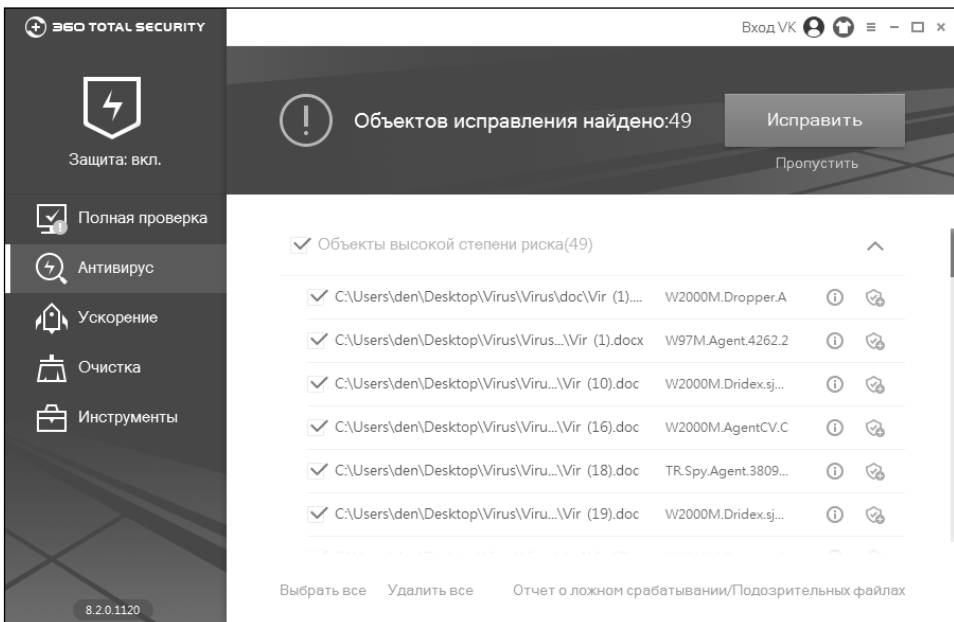 360 TOTAL SECURITY
Вход VK
Защита: вкл.
Объектов исправления найдено:49
Исправить
Пропустить
Полная проверка
Антивирус
Ускорение
Очистка
Инструменты
8.2.0.1120
Объекты высокой степени риска(49)
C:\Users\den\Desktop\Virus\Virus\doc\Vir (1).... W2000M.Dropper.A
C:\Users\den\Desktop\Virus\Virus...\Vir (1).docx W97M.Agent.4262.2
C:\Users\den\Desktop\Virus\Viru...\Vir (10).doc W2000M.Dridex.sj...
C:\Users\den\Desktop\Virus\Viru...\Vir (16).doc W2000M.AgentCV.C
C:\Users\den\Desktop\Virus\Viru...\Vir (18).doc TR.Spy.Agent.3809...
C:\Users\den\Desktop\Virus\Viru...\Vir (19).doc W2000M.Dridex.sj...
Выбрать все Удалить все Отчет о ложном срабатывании/Подозрительных файлах